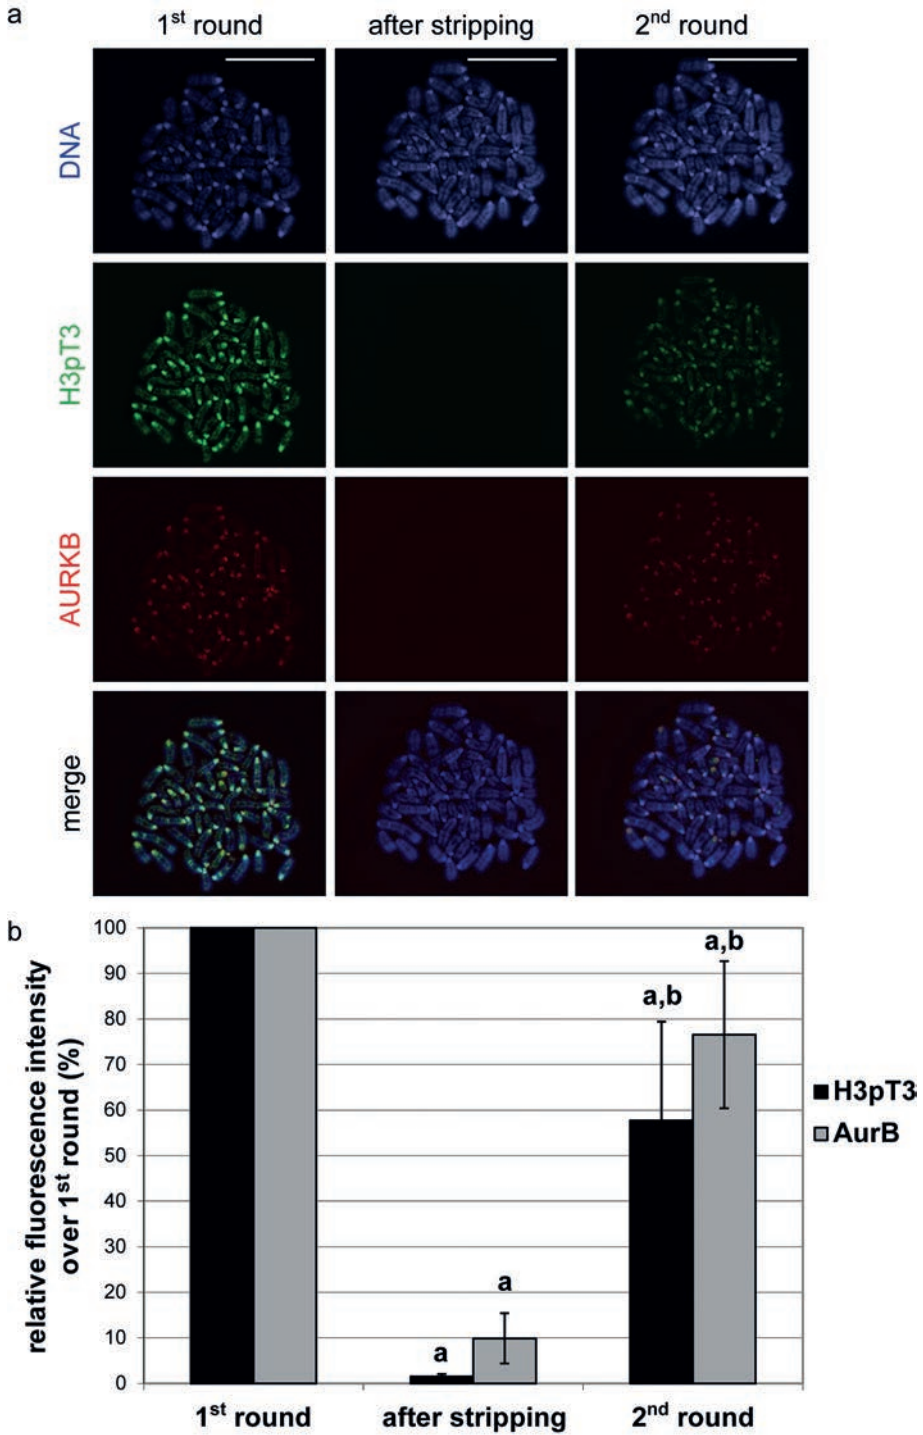 a
1st round
after stripping
2nd round
DNA
H3pT3
AURKB
merge
b
relative fluorescence intensity
over 1st round (%)
100
90
80
70
60
50
40
30
20
10
0
a
a
a,b
a,b
H3pT3
AurB
1st round
after stripping
2nd round